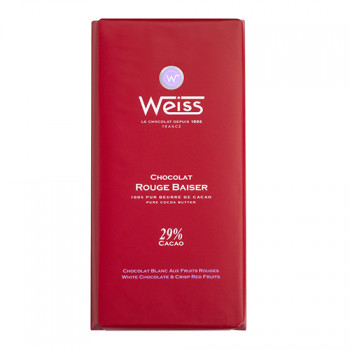 W
Weiss
LE CHOCOLAT DEPUIS 1882
FRANCE
CHOCOLAT
ROUGE BAISER
100% PUR BEURRE DE CACAO
PURE COCOA BUTTER
29%
CACAO
CHOCOLAT BLANC AUX FRUITS ROUGES
WHITE CHOCOLATE & CRISP RED FRUITS